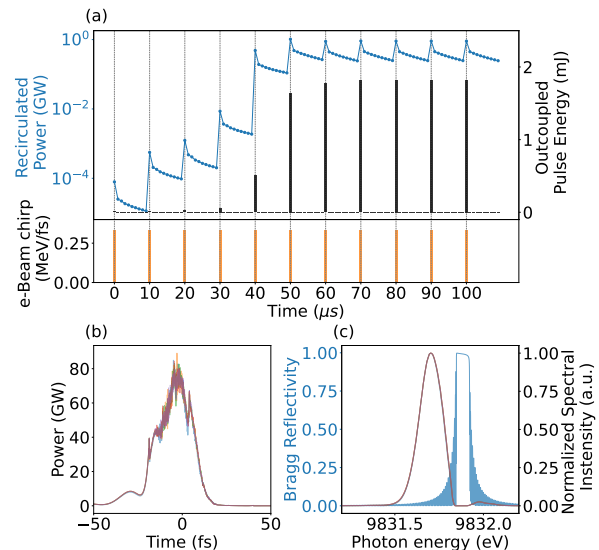 (a)
10⁰
10⁻²
10⁻⁴
Recirculated
Power (GW)
2
1
0
Outcoupled
Pulse Energy (mJ)
0.25
0.00
e-Beam chirp
(MeV/fs)
0 10 20 30 40 50 60 70 80 90 100
Time (μs)
(b)
80
60
40
20
0
Power (GW)
−50 0 50
Time (fs)
(c)
1.00
0.75
0.50
0.25
0.00
Bragg Reflectivity
1.00
0.75
0.50
0.25
0.00
Normalized Spectral
Instensity (a.u.)
9831.5 9832.0
Photon energy (eV)